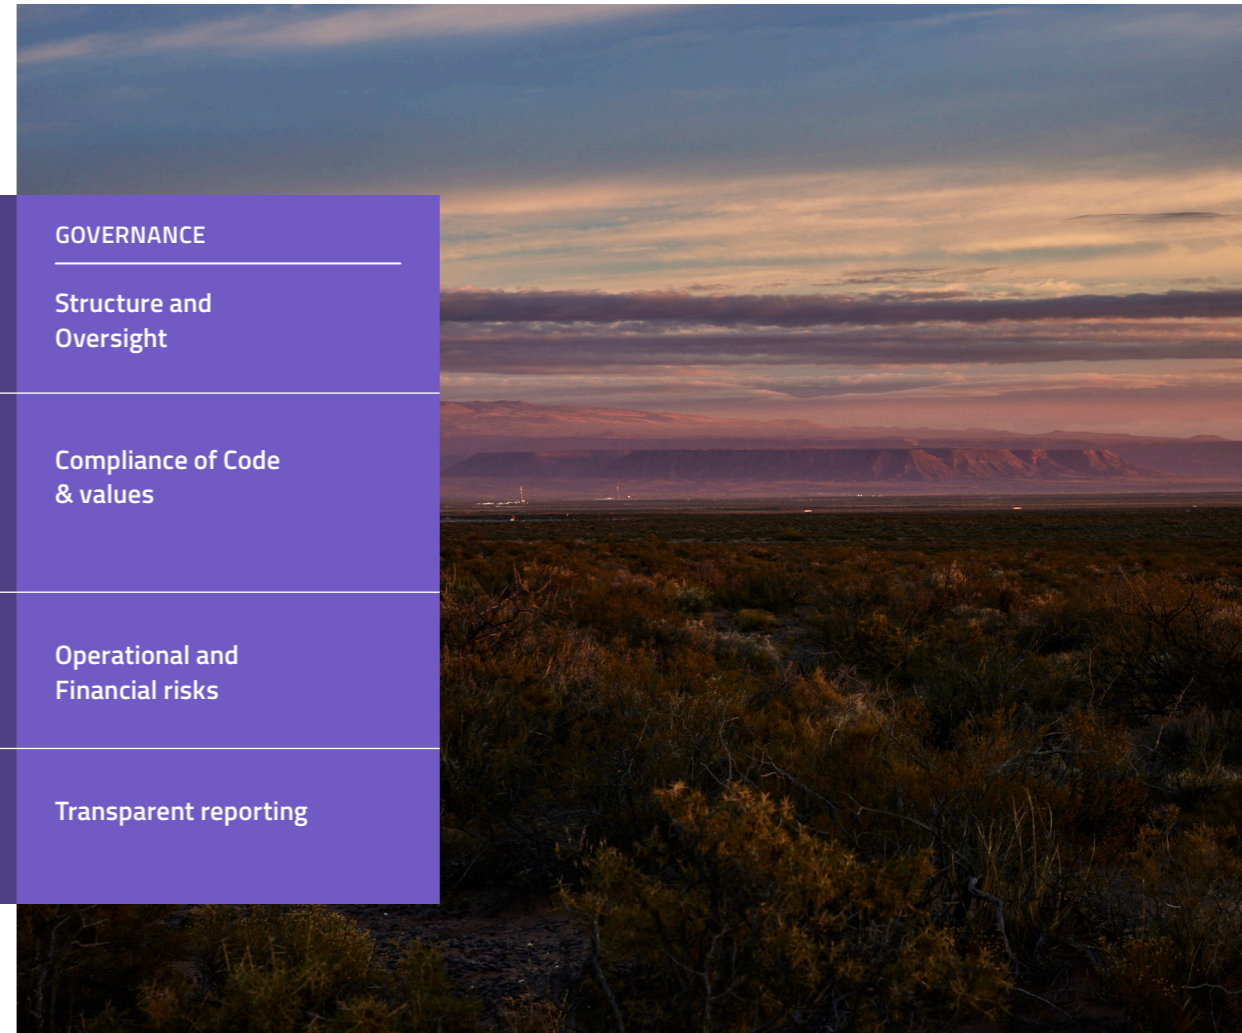 GOVERNANCE
Structure and
Oversight
Compliance of Code
& values
Operational and
Financial risks
Transparent reporting